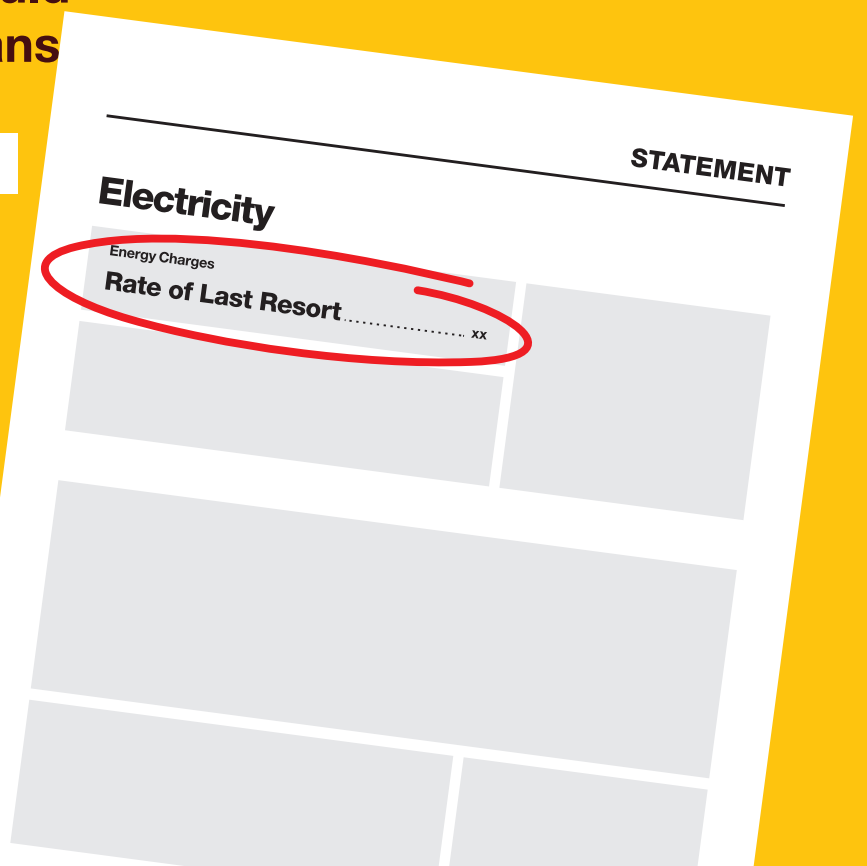 STATEMENT
Electricity
Energy Charges
Rate of Last Resort.................... xx